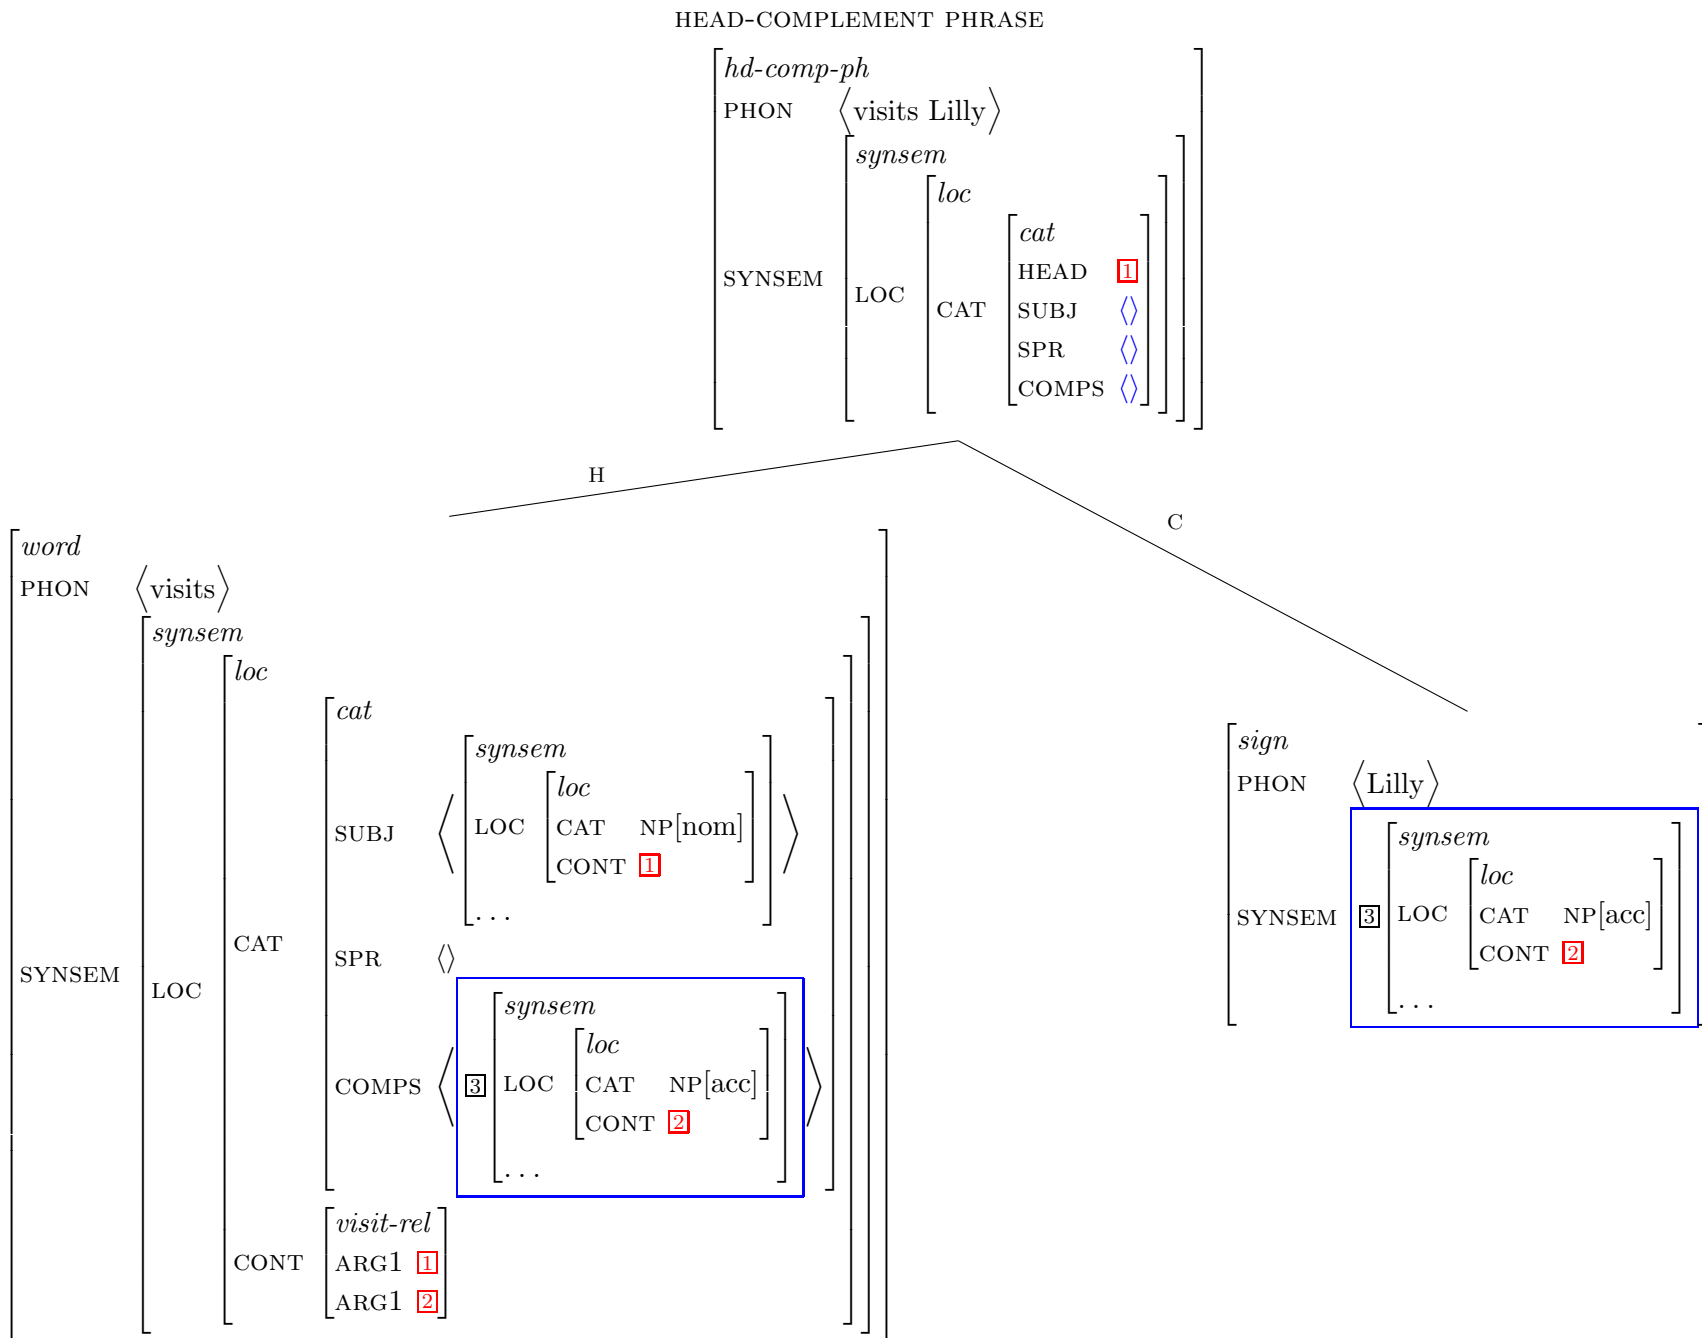 HEAD-COMPLEMENT PHRASE
hd-comp-ph
PHON ⟨visits Lilly⟩
synsem
loc
cat
HEAD 1
SYNSEM
LOC
CAT
SUBJ ⟨⟩
SPR ⟨⟩
COMPS ⟨⟩
H
C
word
PHON ⟨visits⟩
synsem
loc
cat
synsem
loc
SUBJ
LOC
CAT NP[nom]
CONT 1
...
CAT
SPR ⟨⟩
SYNSEM
LOC
synsem
loc
COMPS
3
LOC
CAT NP[acc]
CONT 2
...
visit-rel
CONT
ARG1 1
ARG1 2
sign
PHON ⟨Lilly⟩
synsem
loc
SYNSEM
3
LOC
CAT NP[acc]
CONT 2
...